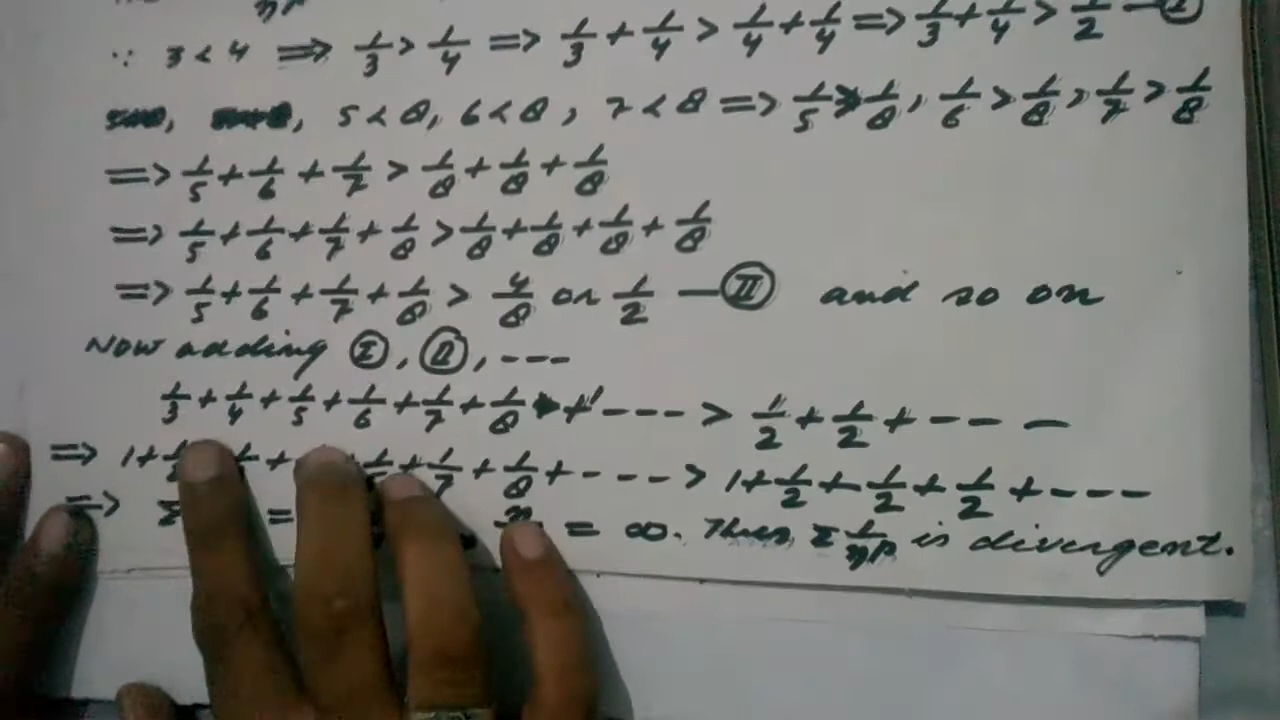 ∵ 3 < 4 => 1/3 > 1/4 => 1/3 + 1/4 > 1/4 + 1/4 => 1/3 + 1/4 > 1/2 — Ⓘ
5 < 8, 6 < 8, 7 < 8 => 1/5 > 1/8, 1/6 > 1/8, 1/7 > 1/8
=> 1/5 + 1/6 + 1/7 > 1/8 + 1/8 + 1/8
=> 1/5 + 1/6 + 1/7 + 1/8 > 1/8 + 1/8 + 1/8 + 1/8
=> 1/5 + 1/6 + 1/7 + 1/8 > 4/8 or 1/2 — Ⅱ and so on
Now adding Ⓘ, Ⅱ, ---
1/3 + 1/4 + 1/5 + 1/6 + 1/7 + 1/8 + ---- > 1/2 + 1/2 + ---
=> 1 + + 1/7 + 1/8 + ---- > 1 + 1/2 + 1/2 + 1/2 + ----
=> Σ = = ∞. Thus, Σ 1/n^p is divergent.